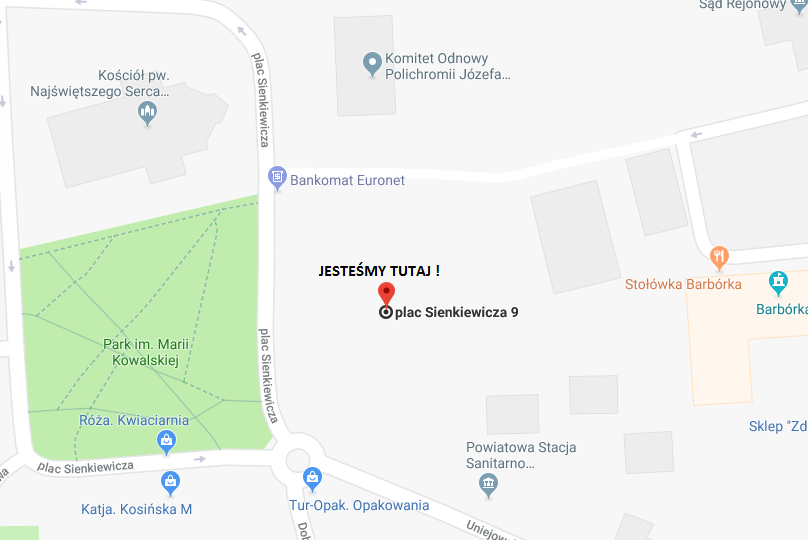 Sąd Rejonowy
Komitet Odnowy
Polichromii Józefa...
Kościół pw.
Najświętszego Serca...
plac Sienkiewicza
Bankomat Euronet
JESTEŚMY TUTAJ !
plac Sienkiewicza 9
Stołówka Barbórka
Barbórka
Park im. Marii
Kowalskiej
plac Sienkiewicza
Róża. Kwiaciarnia
Sklep "Zd
Powiatowa Stacja
Sanitarno...
plac Sienkiewicza
Katja. Kosińska M
Tur-Opak. Opakowania
Uniejow
Dob